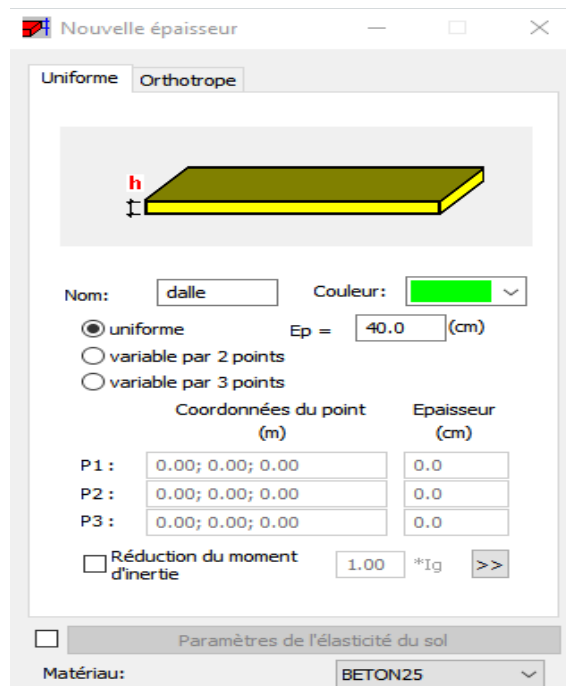 Nouvelle épaisseur
Uniforme Orthotrope
h
Nom: dalle Couleur:
uniforme Ep = 40.0 (cm)
variable par 2 points
variable par 3 points
Coordonnées du point Epaisseur
(m) (cm)
P1 : 0.00; 0.00; 0.00 0.0
P2 : 0.00; 0.00; 0.00 0.0
P3 : 0.00; 0.00; 0.00 0.0
Réduction du moment
d'inertie 1.00 *Ig >>
Paramètres de l'élasticité du sol
Matériau: BETON25